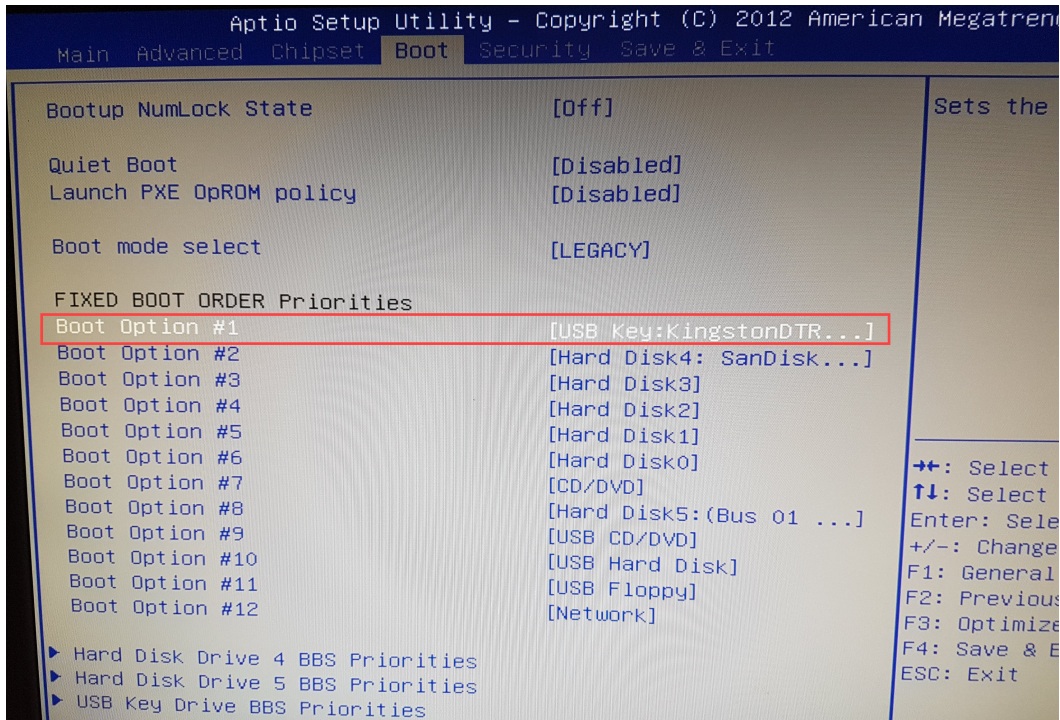 Aptio Setup Utility – Copyright (C) 2012 American Megatrend
Main Advanced Chipset Boot Security Save & Exit
Bootup NumLock State [Off]
Quiet Boot [Disabled]
Launch PXE OpROM policy [Disabled]
Boot mode select [LEGACY]
FIXED BOOT ORDER Priorities
Boot Option #1 [USB Key:KingstonDTR...]
Boot Option #2 [Hard Disk4: SanDisk...]
Boot Option #3 [Hard Disk3]
Boot Option #4 [Hard Disk2]
Boot Option #5 [Hard Disk1]
Boot Option #6 [Hard Disk0]
Boot Option #7 [CD/DVD]
Boot Option #8 [Hard Disk5:(Bus 01 ...]
Boot Option #9 [USB CD/DVD]
Boot Option #10 [USB Hard Disk]
Boot Option #11 [USB Floppy]
Boot Option #12 [Network]
Hard Disk Drive 4 BBS Priorities
Hard Disk Drive 5 BBS Priorities
USB Key Drive BBS Priorities
Sets the
→←: Select
↑↓: Select
Enter: Sele
+/-: Change
F1: General
F2: Previous
F3: Optimize
F4: Save & E
ESC: Exit